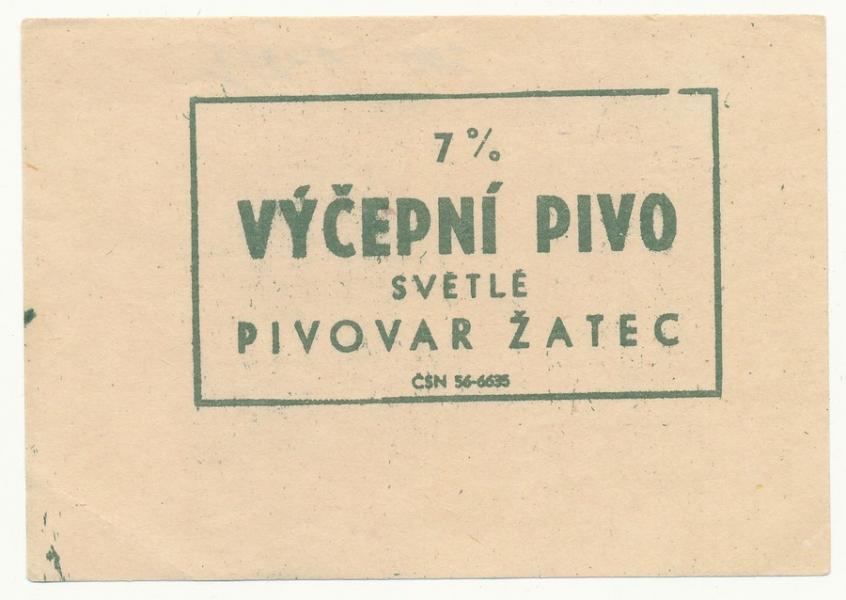 7%
VÝČEPNÍ PIVO
SVĚTLÉ
PIVOVAR ŽATEC
ČSN 56-6635